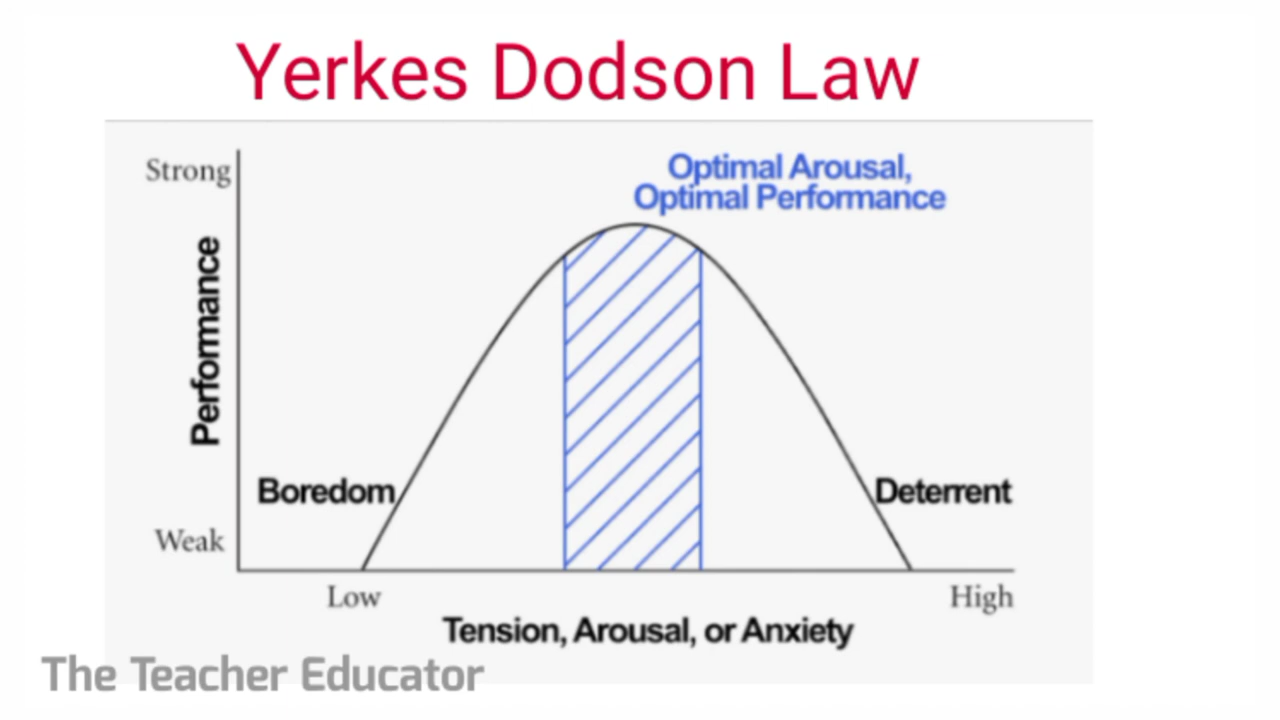 Yerkes Dodson Law
Strong
Optimal Arousal,
Optimal Performance
Performance
Boredom
Deterrent
Weak
Low
High
Tension, Arousal, or Anxiety
The Teacher Educator